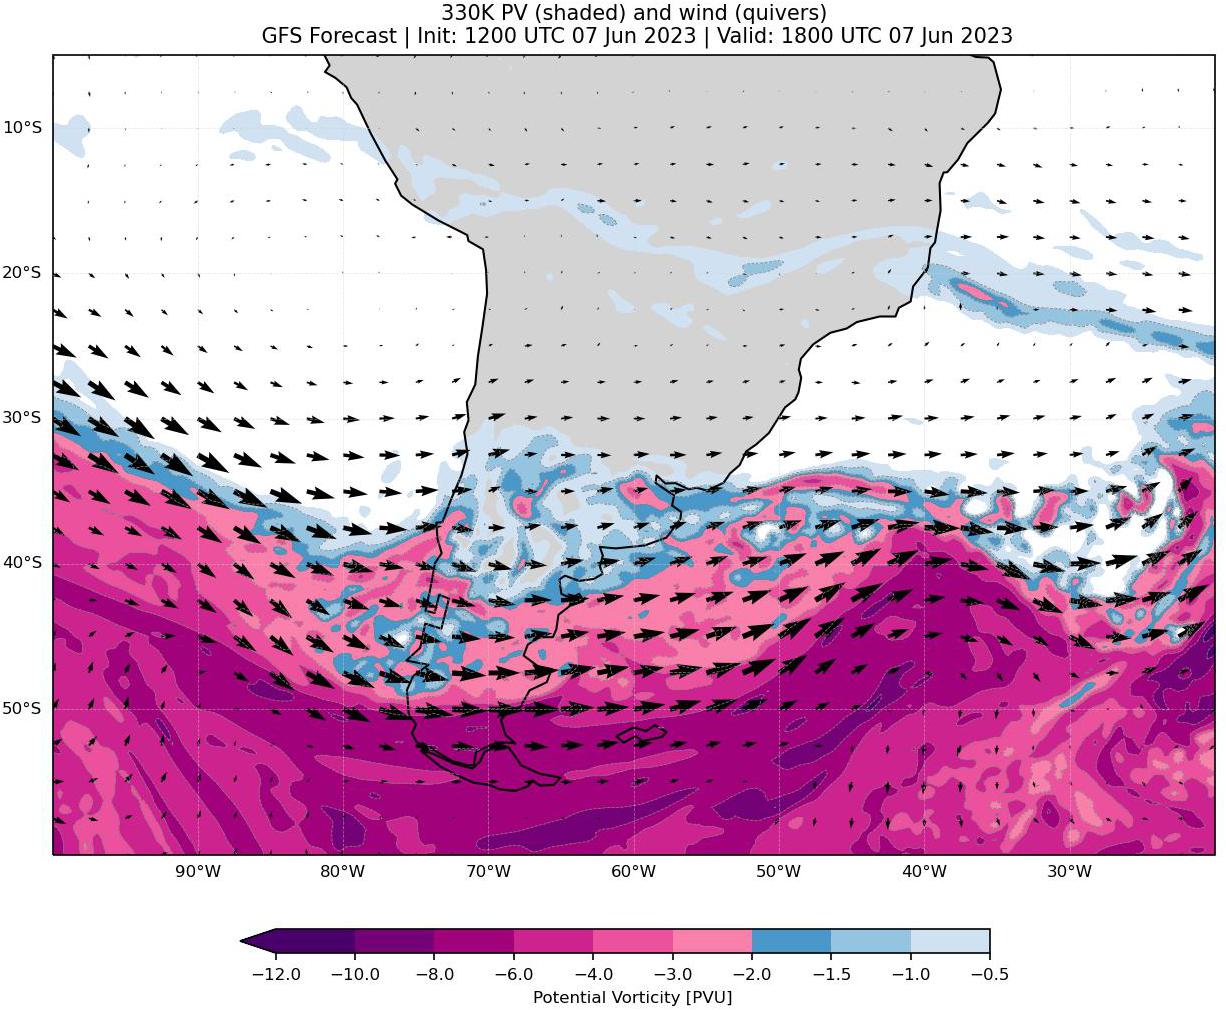 330K PV (shaded) and wind (quivers)
GFS Forecast | Init: 1200 UTC 07 Jun 2023 | Valid: 1800 UTC 07 Jun 2023
10°S
20°S
30°S
40°S
50°S
90°W 80°W 70°W 60°W 50°W 40°W 30°W
−12.0 −10.0 −8.0 −6.0 −4.0 −3.0 −2.0 −1.5 −1.0 −0.5
Potential Vorticity [PVU]